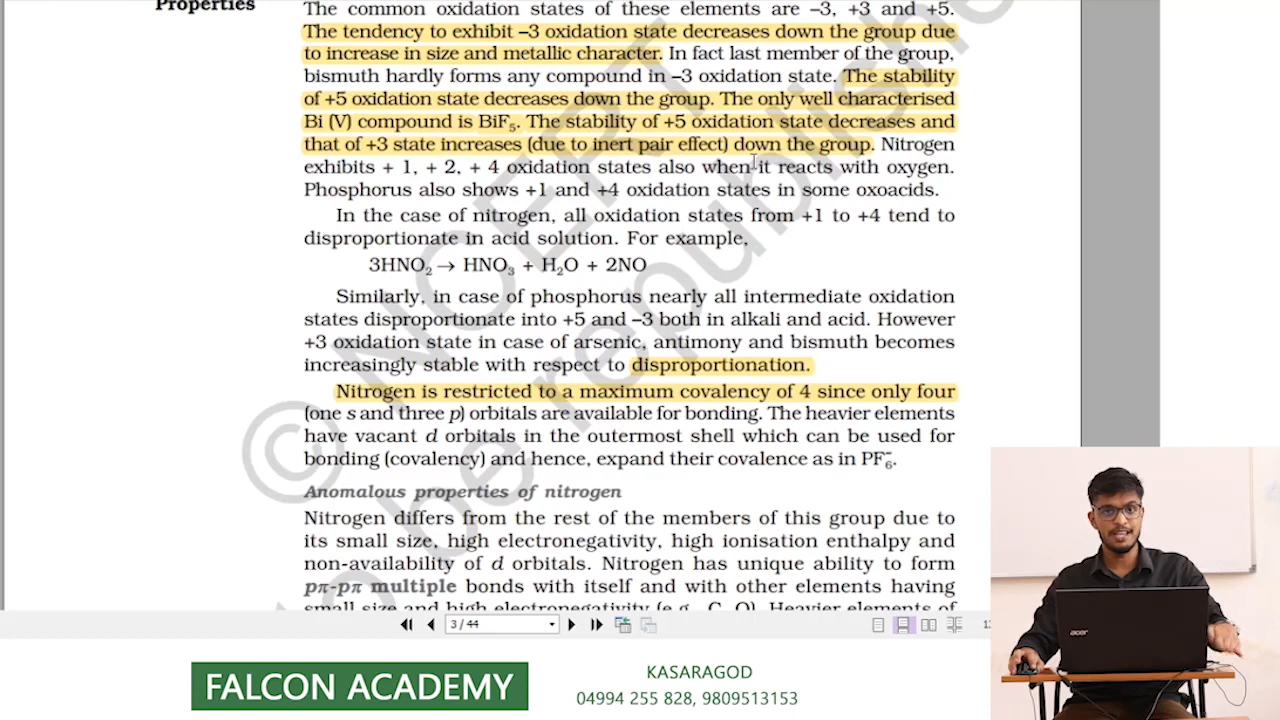 Properties
The common oxidation states of these elements are –3, +3 and +5.
The tendency to exhibit –3 oxidation state decreases down the group due
to increase in size and metallic character. In fact last member of the group,
bismuth hardly forms any compound in –3 oxidation state. The stability
of +5 oxidation state decreases down the group. The only well characterised
Bi (V) compound is BiF₅. The stability of +5 oxidation state decreases and
that of +3 state increases (due to inert pair effect) down the group. Nitrogen
exhibits + 1, + 2, + 4 oxidation states also when it reacts with oxygen.
Phosphorus also shows +1 and +4 oxidation states in some oxoacids.
In the case of nitrogen, all oxidation states from +1 to +4 tend to
disproportionate in acid solution. For example,
3HNO₂ → HNO₃ + H₂O + 2NO
Similarly, in case of phosphorus nearly all intermediate oxidation
states disproportionate into +5 and –3 both in alkali and acid. However
+3 oxidation state in case of arsenic, antimony and bismuth becomes
increasingly stable with respect to disproportionation.
Nitrogen is restricted to a maximum covalency of 4 since only four
(one s and three p) orbitals are available for bonding. The heavier elements
have vacant d orbitals in the outermost shell which can be used for
bonding (covalency) and hence, expand their covalence as in PF₆⁻.
Anomalous properties of nitrogen
Nitrogen differs from the rest of the members of this group due to
its small size, high electronegativity, high ionisation enthalpy and
non-availability of d orbitals. Nitrogen has unique ability to form
pπ-pπ multiple bonds with itself and with other elements having
small size and high electronegativity (e.g., C, O). Heavier elements of
© NCERT
be republishe
3 / 44
acer
FALCON ACADEMY
KASARAGOD
04994 255 828, 9809513153